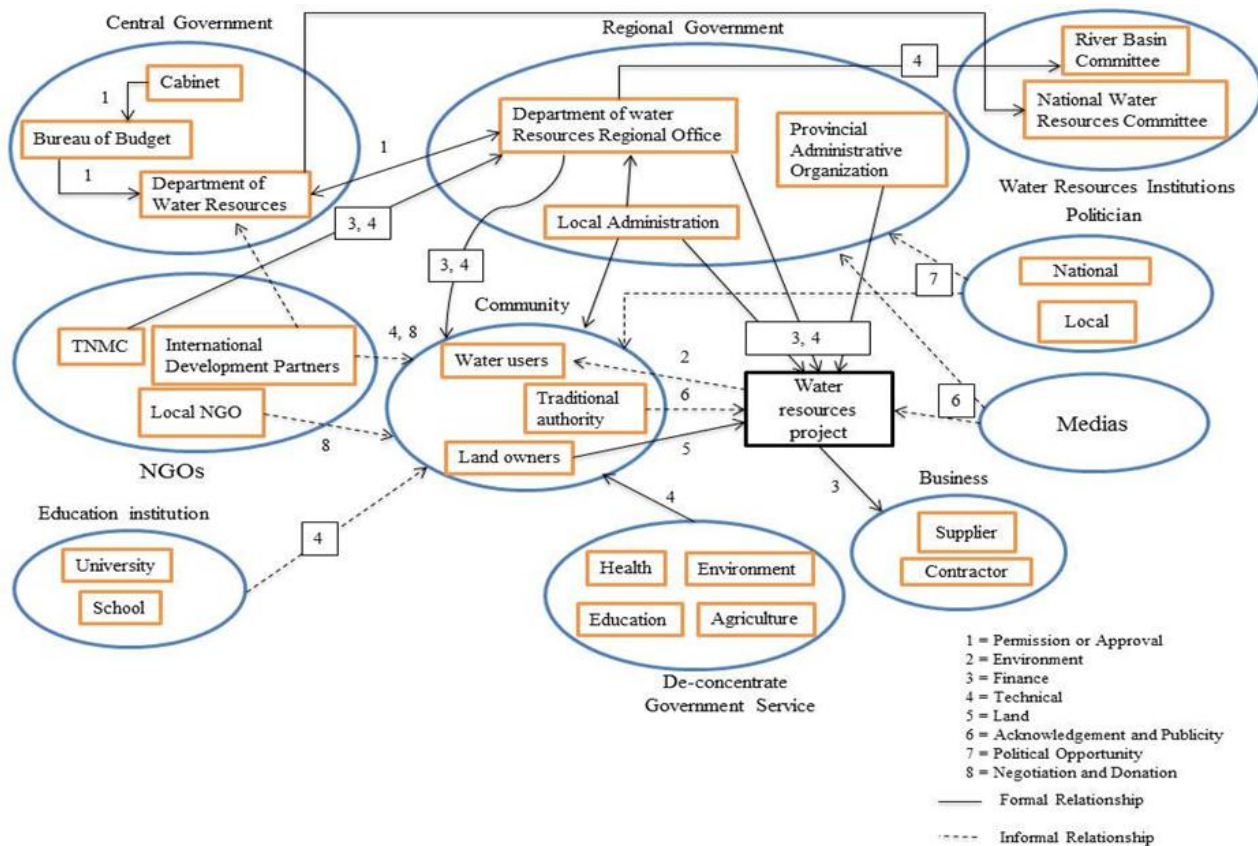 Central Government
Regional Government
Cabinet
1
Bureau of Budget
1
Department of
Water Resources
1
Department of water
Resources Regional Office
Provincial
Administrative
Organization
Local Administration
4
River Basin
Committee
National Water
Resources Committee
Water Resources Institutions
Politician
National
Local
7
3, 4
3, 4
Community
TNMC
International
Development Partners
Local NGO
NGOs
4, 8
8
Water users
Traditional
authority
Land owners
2
6
5
3, 4
Water
resources
project
6
Medias
3
Business
Supplier
Contractor
Education institution
University
School
4
4
Health
Environment
Education
Agriculture
De-concentrate
Government Service
1 = Permission or Approval
2 = Environment
3 = Finance
4 = Technical
5 = Land
6 = Acknowledgement and Publicity
7 = Political Opportunity
8 = Negotiation and Donation
Formal Relationship
Informal Relationship